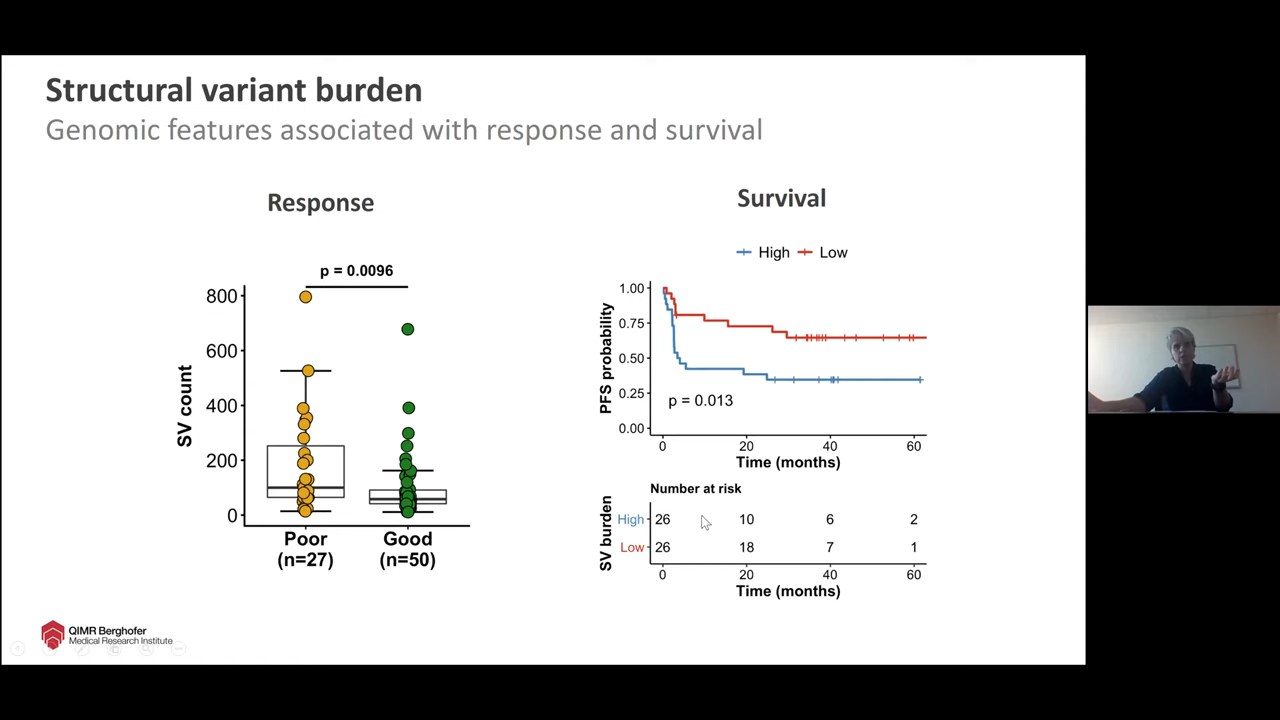 Structural variant burden
Genomic features associated with response and survival
Response
p = 0.0096
SV count
800
600
400
200
0
Poor
(n=27)
Good
(n=50)
Survival
High
Low
PFS probability
1.00
0.75
0.50
0.25
0.00
p = 0.013
0 20 40 60
Time (months)
Number at risk
SV burden
High 26 10 6 2
Low 26 18 7 1
0 20 40 60
Time (months)
QIMR Berghofer
Medical Research Institute